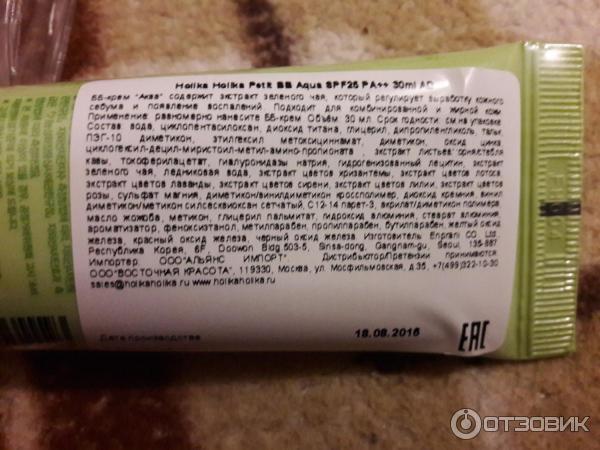 Holika Holika Petit BB Aqua SPF25 PA++ 30ml AD
ББ-крем "Аква" содержит экстракт зеленого чая, который регулирует выработку кожного
себума и появление воспалений. Подходит для комбинированной и жирной кожи.
Применение: равномерно нанесите ББ-крем. Объём: 30 мл. Срок годности: см.на упаковке
Состав: вода, циклопентасилоксан, диоксид титана, глицерил, дипропиленгликоль, тальк,
ПЭГ-10 диметикон, этилгексил метоксициннамат, диметикон, оксид цинка,
циклогексил-децил-миристоил-метил-амино-пропионата , экстракт листьев
кавы, токоферилацетат, гиалуронидазы натрия, гидрогенизованный лецитин, экстракт
зеленого чая, ледниковая вода, экстракт цветов хризантемы, экстракт цветов лотоса,
экстракт цветов лаванды, экстракт цветов сирени, экстракт цветов лилии, экстракт цветов
розы, сульфат магния, диметикон/винилдиметикон кроссполимер, диоксид кремния, винил
диметикон/метикон силсесквиоксан сетчатый, С12-14 парет-3, акрилат/диметикон полимера,
масло жожоба, метикон, глицерил пальмитат, гидроксид алюминия, стеарат алюминия,
ароматизатор, феноксиэтанол, метилпарабен, пропилпарабен, бутилпарабен, желтый оксид
железа, красный оксид железа, черный оксид железа. Изготовитель: Enprani CO. Ltd.
Республика Корея, 6F, Doowon Bldg.503-5, Sinsa-dong, Gangnam-gu, Seoul, 135-887
Импортер: ООО"АЛЬЯНС ИМПОРТ". Дистрибьютор/Претензии принимаются:
ООО"ВОСТОЧНАЯ КРАСОТА", 119330, Москва, ул. Мосфильмовская, д.35, +7(499)322-10-30
sales@holikaholika.ru www.holikaholika.ru
Дата производства
18.08.2016
EAC
ОТЗОВИК